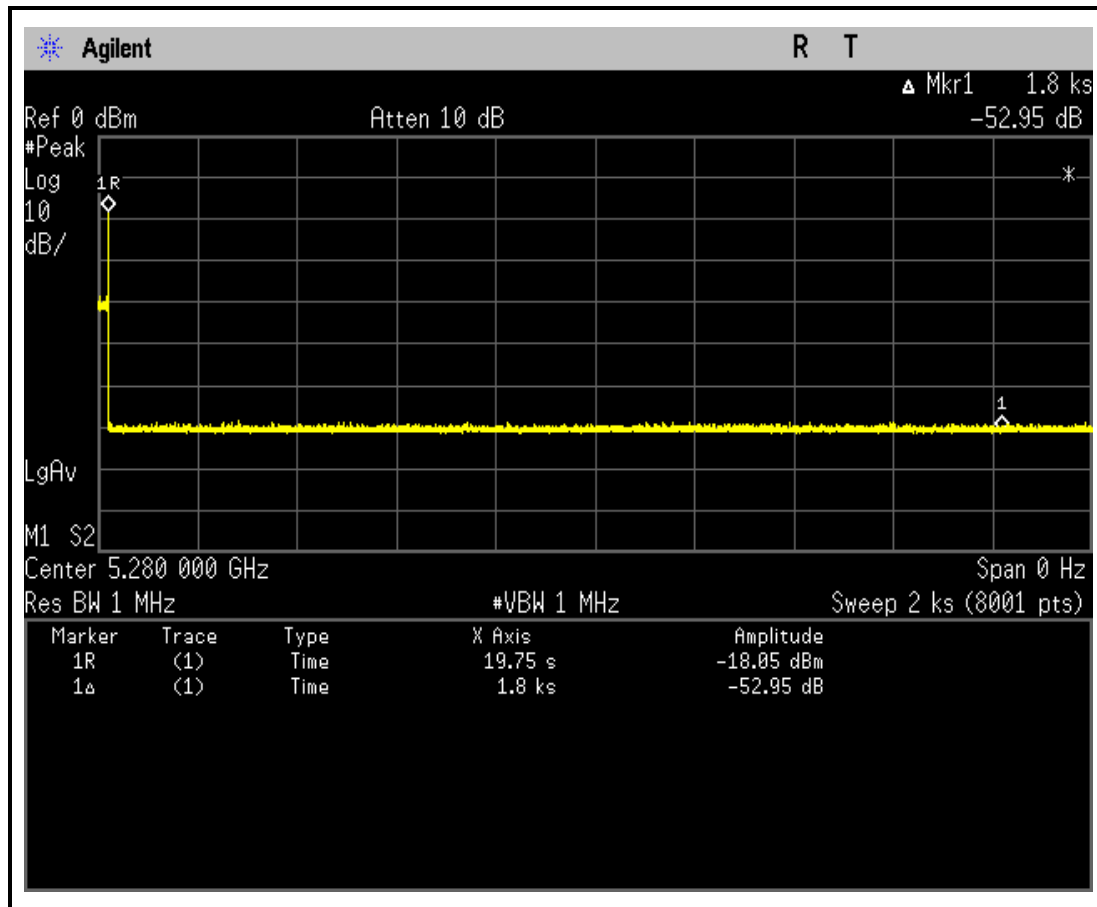 Agilent R T
Δ Mkr1 1.8 ks
Ref 0 dBm Atten 10 dB -52.95 dB
#Peak
Log
10
dB/
1R
*
1
LgAv
M1 S2
Center 5.280 000 GHz Span 0 Hz
Res BW 1 MHz #VBW 1 MHz Sweep 2 ks (8001 pts)
Marker Trace Type X Axis Amplitude
1R (1) Time 19.75 s -18.05 dBm
1Δ (1) Time 1.8 ks -52.95 dB